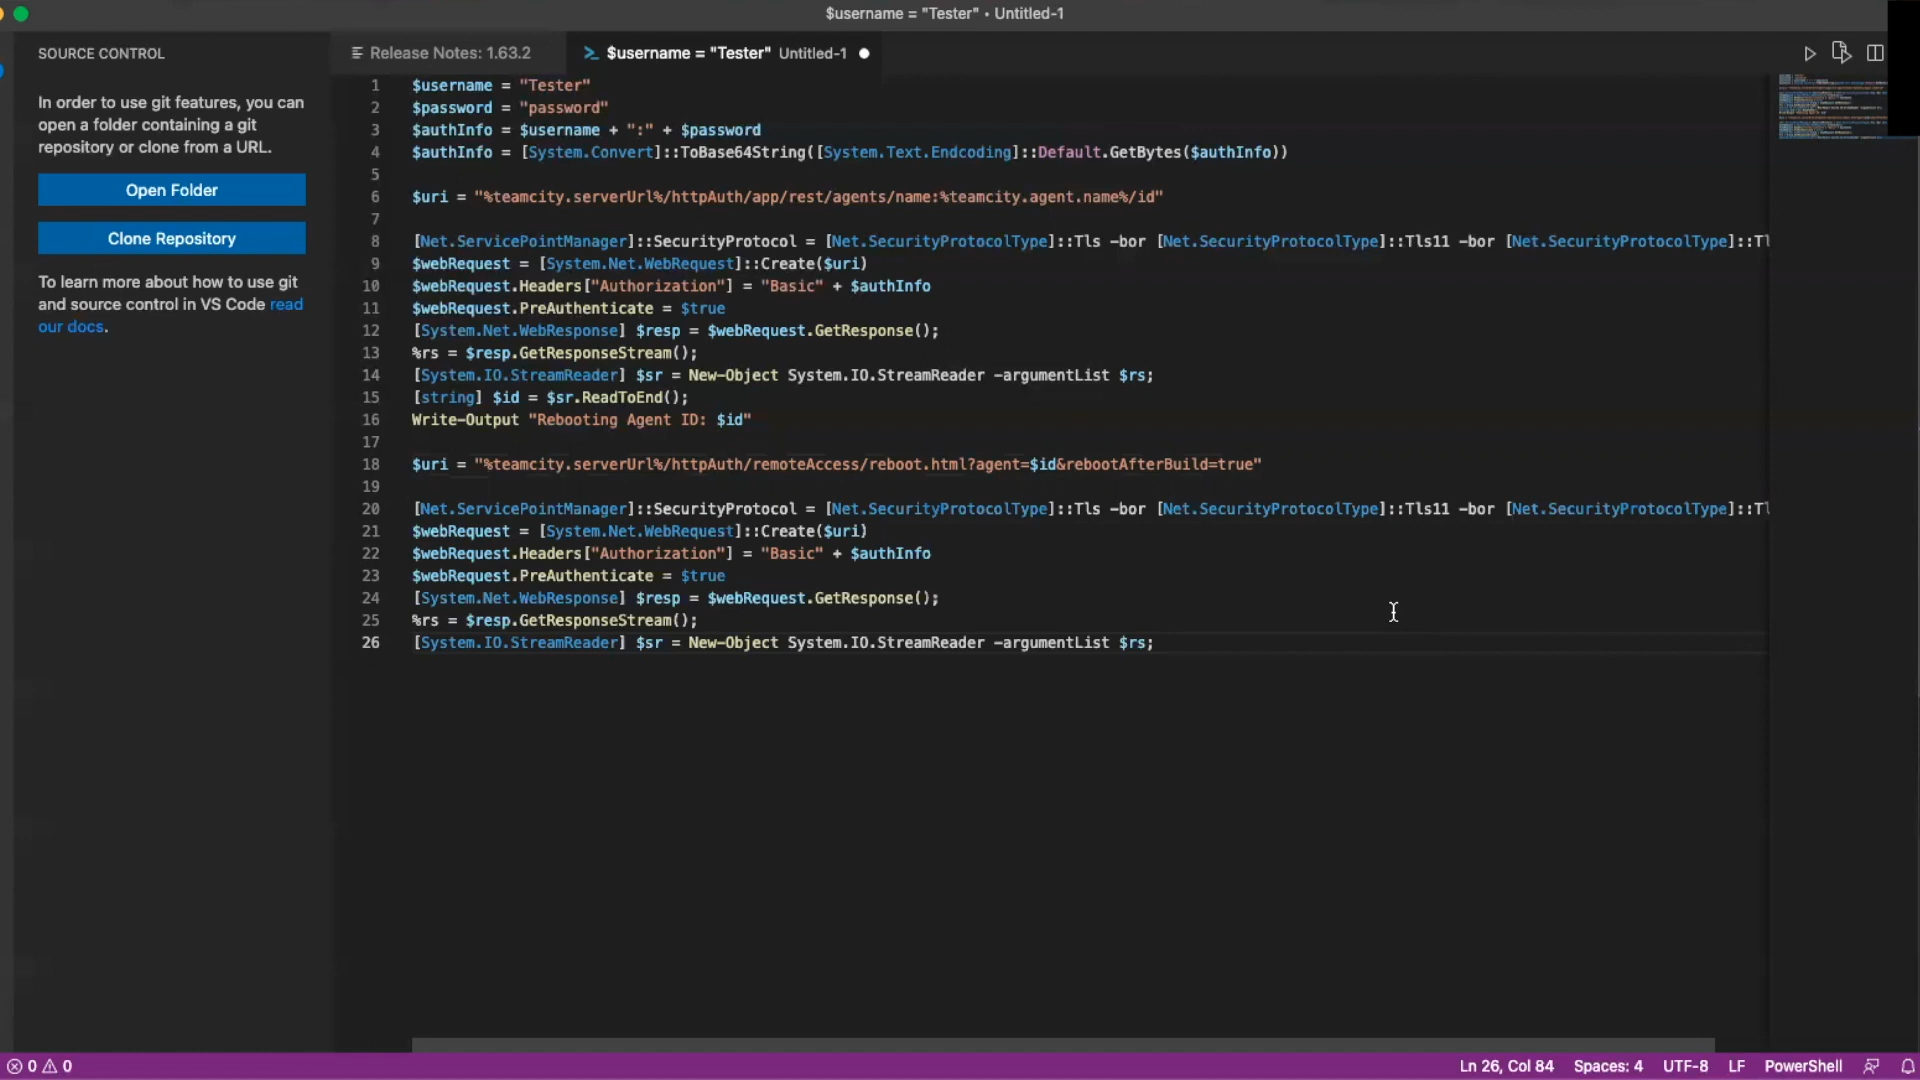 $username = "Tester" • Untitled-1
SOURCE CONTROL
In order to use git features, you can
open a folder containing a git
repository or clone from a URL.
Open Folder
Clone Repository
To learn more about how to use git
and source control in VS Code read
our docs.
Release Notes: 1.63.2
$username = "Tester" Untitled-1
1 $username = "Tester"
2 $password = "password"
3 $authInfo = $username + ":" + $password
4 $authInfo = [System.Convert]::ToBase64String([System.Text.Endcoding]::Default.GetBytes($authInfo))
5
6 $uri = "%teamcity.serverUrl%/httpAuth/app/rest/agents/name:%teamcity.agent.name%/id"
7
8 [Net.ServicePointManager]::SecurityProtocol = [Net.SecurityProtocolType]::Tls -bor [Net.SecurityProtocolType]::Tls11 -bor [Net.SecurityProtocolType]::Tl
9 $webRequest = [System.Net.WebRequest]::Create($uri)
10 $webRequest.Headers["Authorization"] = "Basic" + $authInfo
11 $webRequest.PreAuthenticate = $true
12 [System.Net.WebResponse] $resp = $webRequest.GetResponse();
13 %rs = $resp.GetResponseStream();
14 [System.IO.StreamReader] $sr = New-Object System.IO.StreamReader -argumentList $rs;
15 [string] $id = $sr.ReadToEnd();
16 Write-Output "Rebooting Agent ID: $id"
17
18 $uri = "%teamcity.serverUrl%/httpAuth/remoteAccess/reboot.html?agent=$id&rebootAfterBuild=true"
19
20 [Net.ServicePointManager]::SecurityProtocol = [Net.SecurityProtocolType]::Tls -bor [Net.SecurityProtocolType]::Tls11 -bor [Net.SecurityProtocolType]::Tl
21 $webRequest = [System.Net.WebRequest]::Create($uri)
22 $webRequest.Headers["Authorization"] = "Basic" + $authInfo
23 $webRequest.PreAuthenticate = $true
24 [System.Net.WebResponse] $resp = $webRequest.GetResponse();
25 %rs = $resp.GetResponseStream();
26 [System.IO.StreamReader] $sr = New-Object System.IO.StreamReader -argumentList $rs;
0 0
Ln 26, Col 84 Spaces: 4 UTF-8 LF PowerShell